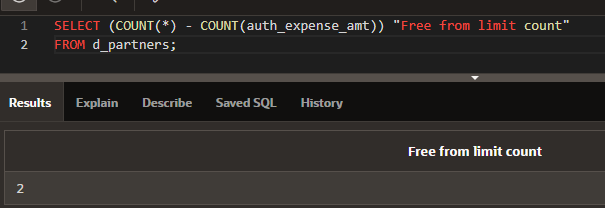 1 SELECT (COUNT(*) - COUNT(auth_expense_amt)) "Free from limit count"
2 FROM d_partners;
Results Explain Describe Saved SQL History
Free from limit count
2